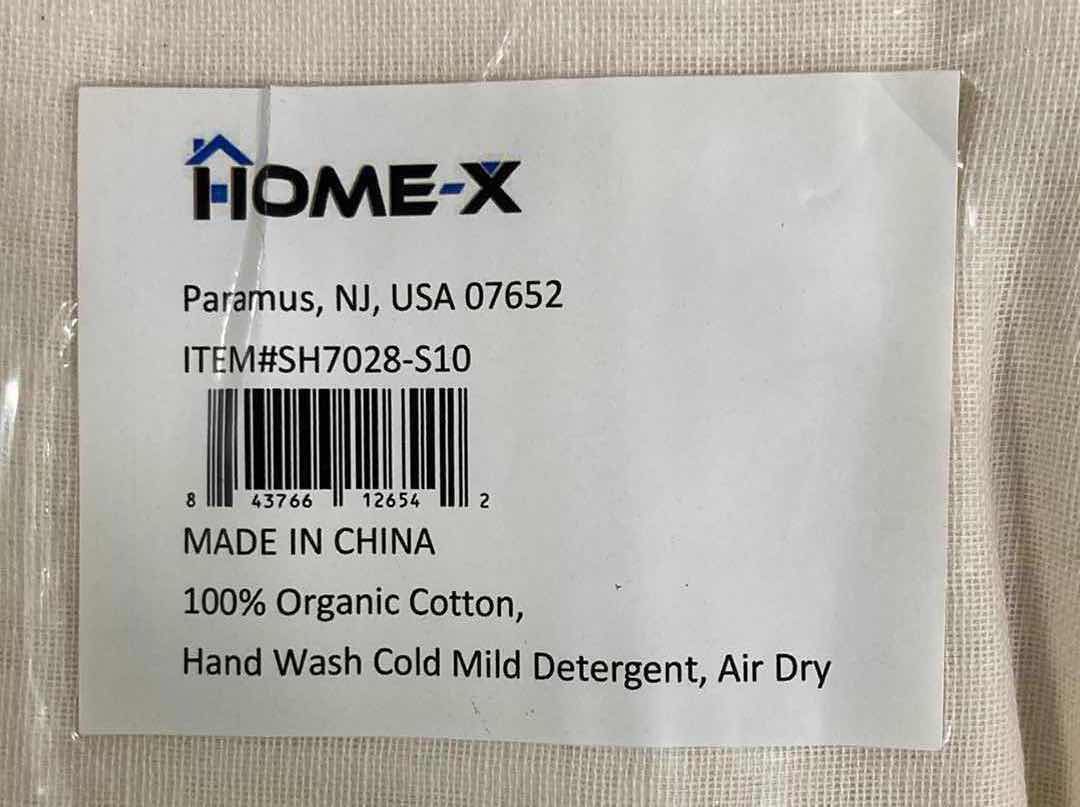 HOME-X
Paramus, NJ, USA 07652
ITEM#SH7028-S10
8 43766 12654 2
MADE IN CHINA
100% Organic Cotton,
Hand Wash Cold Mild Detergent, Air Dry